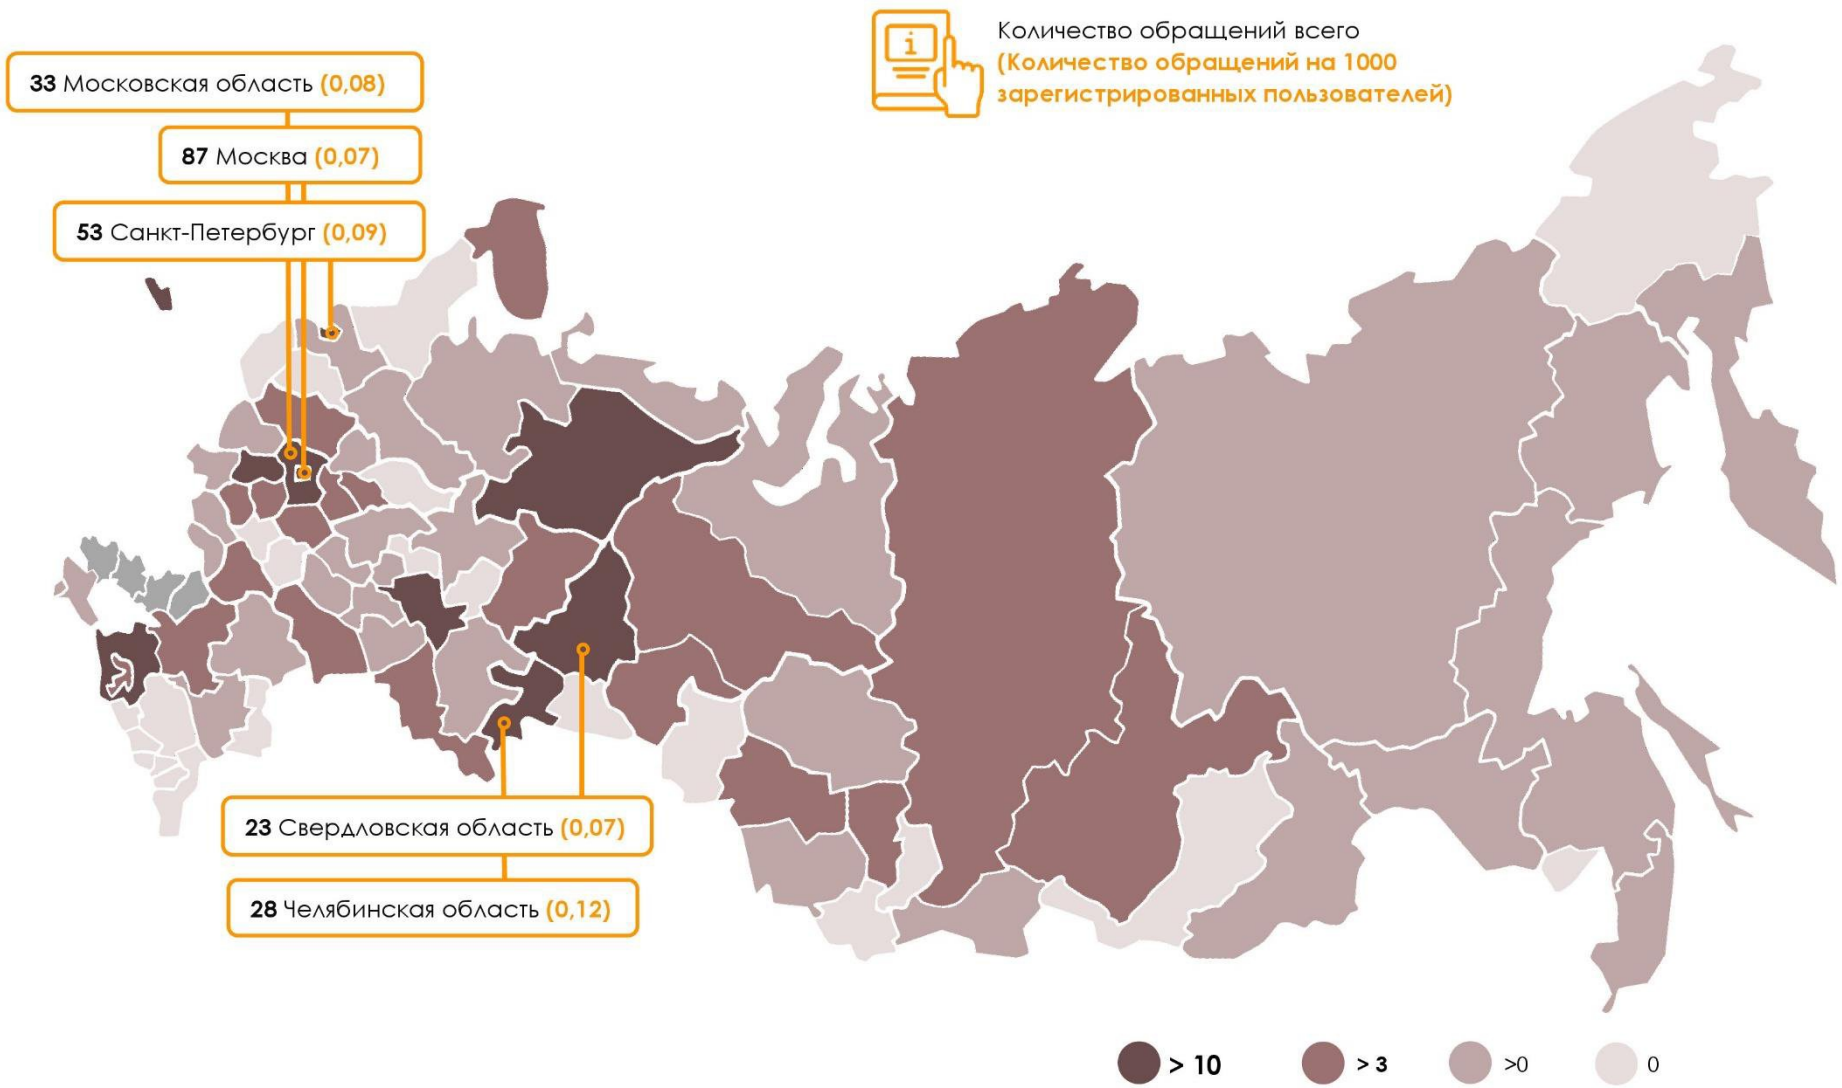 Количество обращений всего
(Количество обращений на 1000
зарегистрированных пользователей)
33 Московская область (0,08)
87 Москва (0,07)
53 Санкт-Петербург (0,09)
23 Свердловская область (0,07)
28 Челябинская область (0,12)
> 10
> 3
>0
0